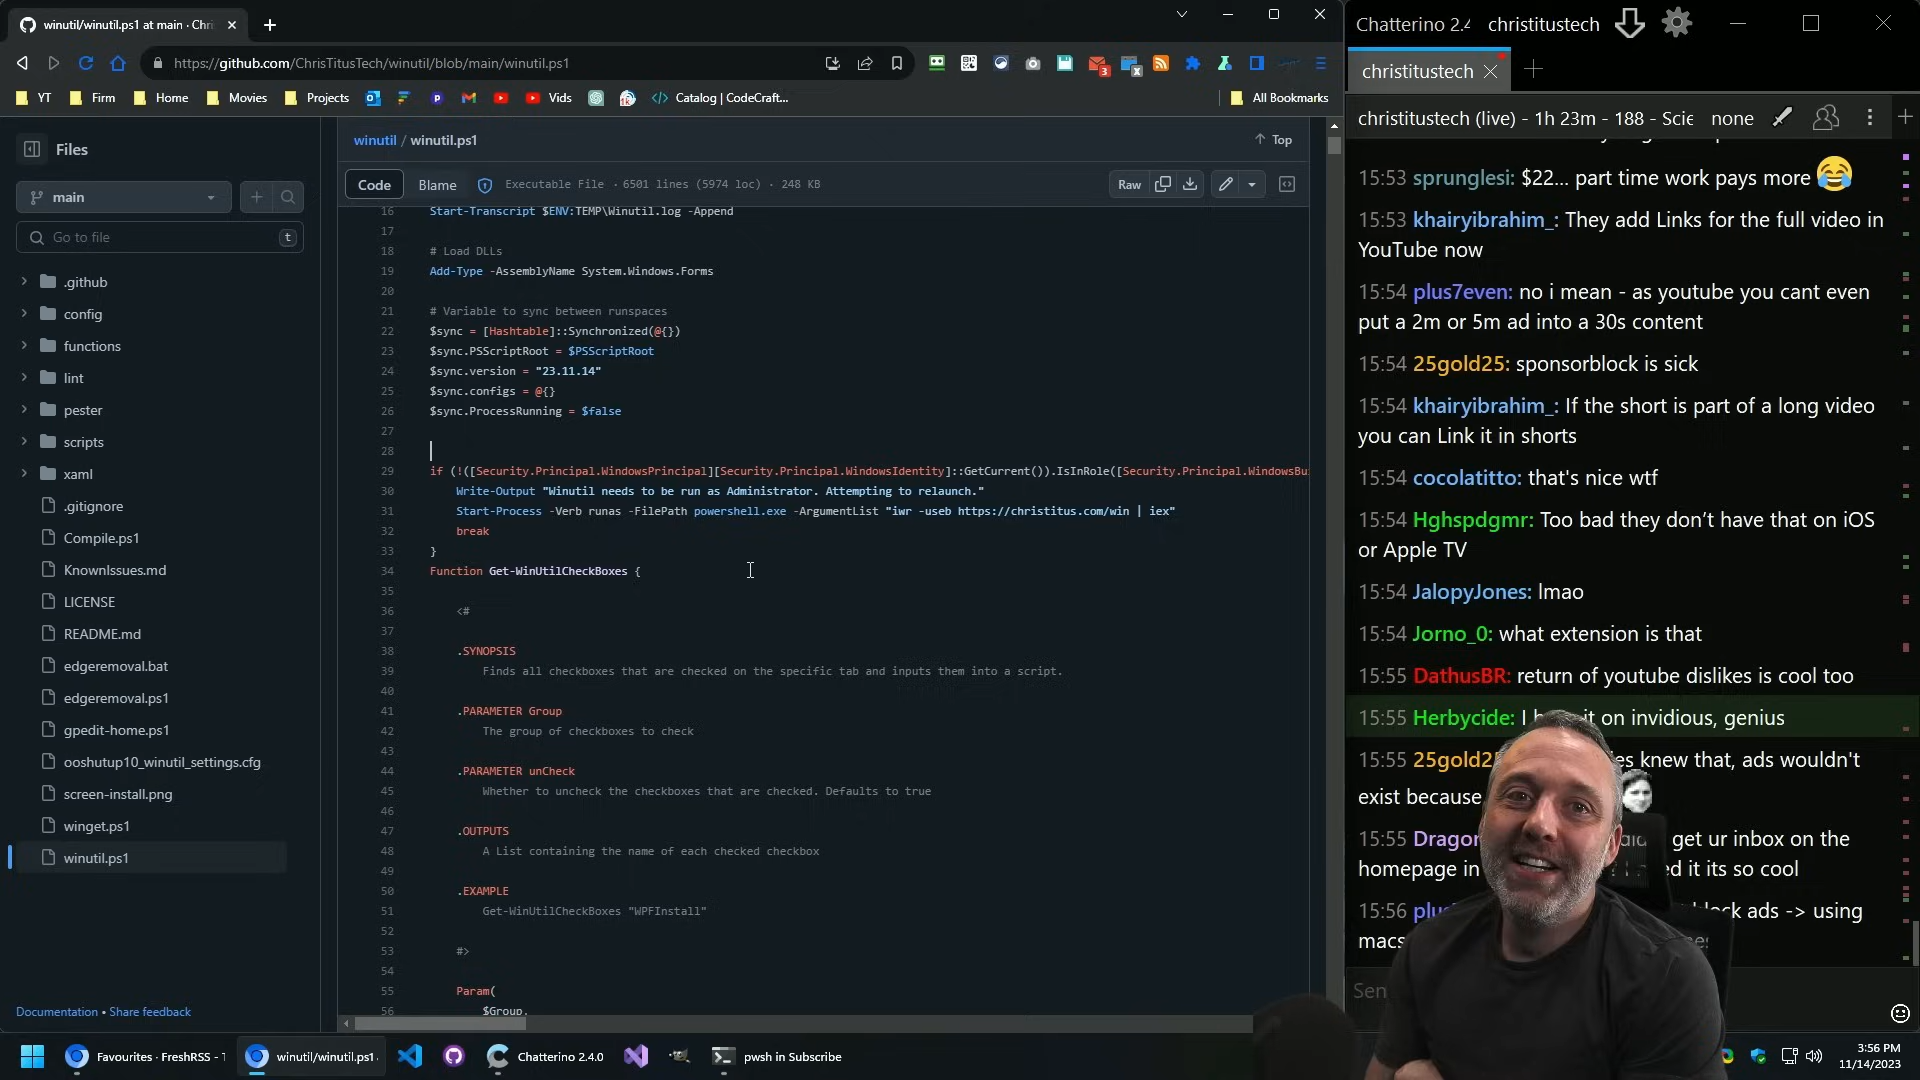 winutil/winutil.ps1 at main · Chri
https://github.com/ChrisTitusTech/winutil/blob/main/winutil.ps1
3
YT
Firm
Home
Movies
Projects
Vids
Catalog | CodeCraft...
All Bookmarks
Files
main
Go to file
t
.github
config
functions
lint
pester
scripts
xaml
.gitignore
Compile.ps1
KnownIssues.md
LICENSE
README.md
edgeremoval.bat
edgeremoval.ps1
gpedit-home.ps1
ooshutup10_winutil_settings.cfg
screen-install.png
winget.ps1
winutil.ps1
Documentation • Share feedback
winutil / winutil.ps1
Top
Code
Blame
Executable File · 6501 lines (5974 loc) · 248 KB
Raw
16 Start-Transcript $ENV:TEMP\Winutil.log -Append
17
18 # Load DLLs
19 Add-Type -AssemblyName System.Windows.Forms
20
21 # Variable to sync between runspaces
22 $sync = [Hashtable]::Synchronized(@{})
23 $sync.PSScriptRoot = $PSScriptRoot
24 $sync.version = "23.11.14"
25 $sync.configs = @{}
26 $sync.ProcessRunning = $false
27
28
29 if (!([Security.Principal.WindowsPrincipal][Security.Principal.WindowsIdentity]::GetCurrent()).IsInRole([Security.Principal.WindowsBu
30 Write-Output "Winutil needs to be run as Administrator. Attempting to relaunch."
31 Start-Process -Verb runas -FilePath powershell.exe -ArgumentList "iwr -useb https://christitus.com/win | iex"
32 break
33 }
34 Function Get-WinUtilCheckBoxes {
35
36 <#
37
38 .SYNOPSIS
39 Finds all checkboxes that are checked on the specific tab and inputs them into a script.
40
41 .PARAMETER Group
42 The group of checkboxes to check
43
44 .PARAMETER unCheck
45 Whether to uncheck the checkboxes that are checked. Defaults to true
46
47 .OUTPUTS
48 A List containing the name of each checked checkbox
49
50 .EXAMPLE
51 Get-WinUtilCheckBoxes "WPFInstall"
52
53 #>
54
55 Param(
56 $Group,
Chatterino 2.4
christitustech
christitustech
christitustech (live) - 1h 23m - 188 - Scie
none
15:53 sprunglesi: $22... part time work pays more 😂
15:53 khairyibrahim_: They add Links for the full video in
YouTube now
15:54 plus7even: no i mean - as youtube you cant even
put a 2m or 5m ad into a 30s content
15:54 25gold25: sponsorblock is sick
15:54 khairyibrahim_: If the short is part of a long video
you can Link it in shorts
15:54 cocolatitto: that's nice wtf
15:54 Hghspdgmr: Too bad they don’t have that on iOS
or Apple TV
15:54 JalopyJones: lmao
15:54 Jorno_0: what extension is that
15:55 DathusBR: return of youtube dislikes is cool too
15:55 Herbycide: I it on invidious, genius
15:55 25gold2 knew that, ads wouldn't
exist because
15:55 Dragon get ur inbox on the
homepage in it its so cool
15:56 plu ads -> using
macs
Sen
Favourites · FreshRSS - T
winutil/winutil.ps1
Chatterino 2.4.0
pwsh in Subscribe
3:56 PM
11/14/2023